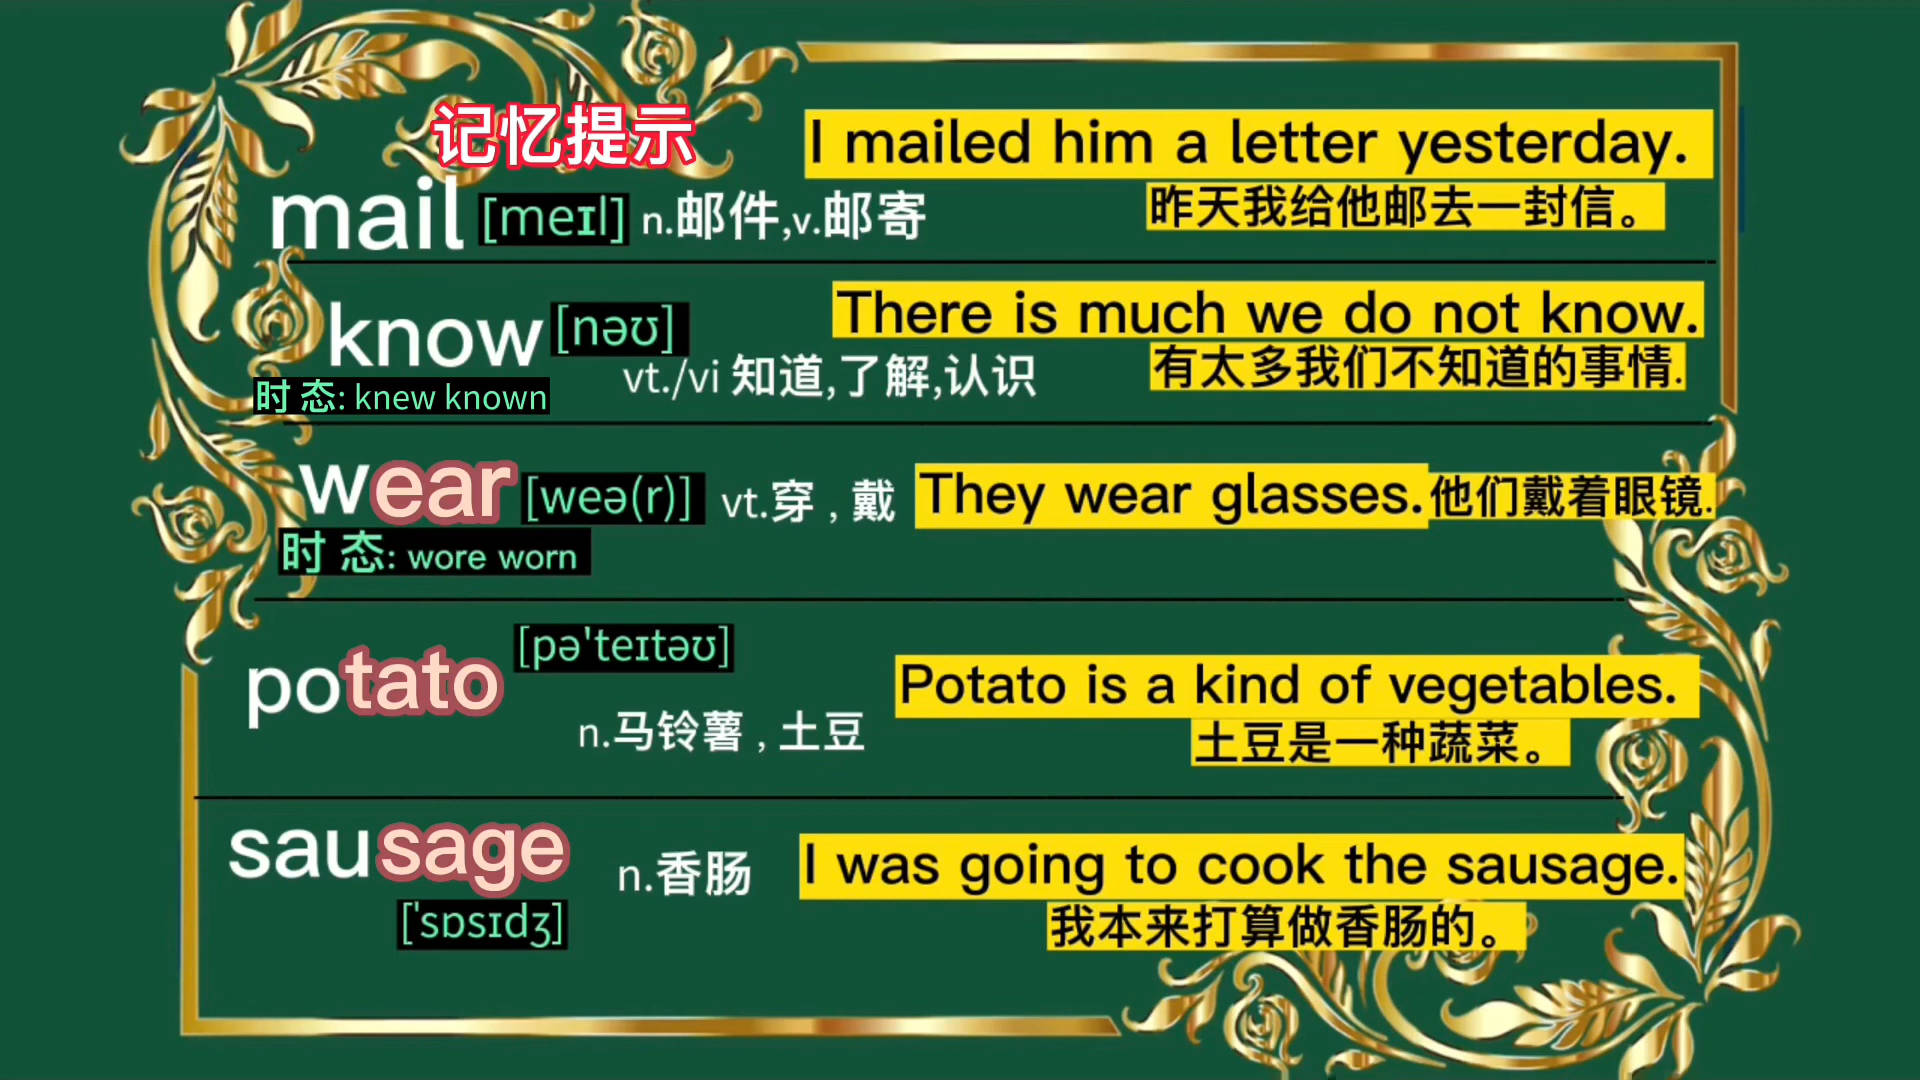 记忆提示
mail [meɪl] n.邮件,v.邮寄
I mailed him a letter yesterday.
昨天我给他邮去一封信。
know [nəʊ]
vt./vi 知道,了解,认识
时 态: knew known
There is much we do not know.
有太多我们不知道的事情.
wear [weə(r)] vt.穿 , 戴
时 态: wore worn
They wear glasses.他们戴着眼镜.
potato [pə'teɪtəʊ]
n.马铃薯 , 土豆
Potato is a kind of vegetables.
土豆是一种蔬菜。
sausage n.香肠
['sɒsɪdʒ]
I was going to cook the sausage.
我本来打算做香肠的。